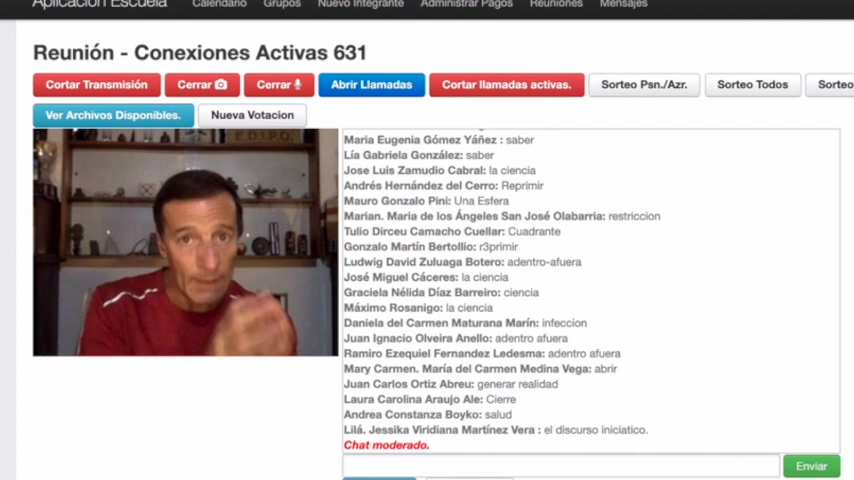 Aplicación Escuela Calendario Grupos Nuevo Integrante Administrar Pagos Reuniones Mensajes
Reunión - Conexiones Activas 631
Cortar Transmisión Cerrar Cerrar Abrir Llamadas Cortar llamadas activas. Sorteo Psn./Azr. Sorteo Todos Sorteo
Ver Archivos Disponibles. Nueva Votacion
E.D.I.P.O.
Maria Eugenia Gómez Yáñez : saber
Lía Gabriela González: saber
Jose Luis Zamudio Cabral: la ciencia
Andrés Hernández del Cerro: Reprimir
Mauro Gonzalo Pini: Una Esfera
Marian. Maria de los Ángeles San José Olabarria: restriccion
Tulio Dirceu Camacho Cuellar: Cuadrante
Gonzalo Martín Bertollio: r3primir
Ludwig David Zuluaga Botero: adentro-afuera
José Miguel Cáceres: la ciencia
Graciela Nélida Díaz Barreiro: ciencia
Máximo Rosanigo: la ciencia
Daniela del Carmen Maturana Marín: infeccion
Juan Ignacio Olveira Anello: adentro afuera
Ramiro Ezequiel Fernandez Ledesma: adentro afuera
Mary Carmen. María del Carmen Medina Vega: abrir
Juan Carlos Ortiz Abreu: generar realidad
Laura Carolina Araujo Ale: Cierre
Andrea Constanza Boyko: salud
Lilá. Jessika Viridiana Martínez Vera : el discurso iniciatico.
Chat moderado.
Enviar